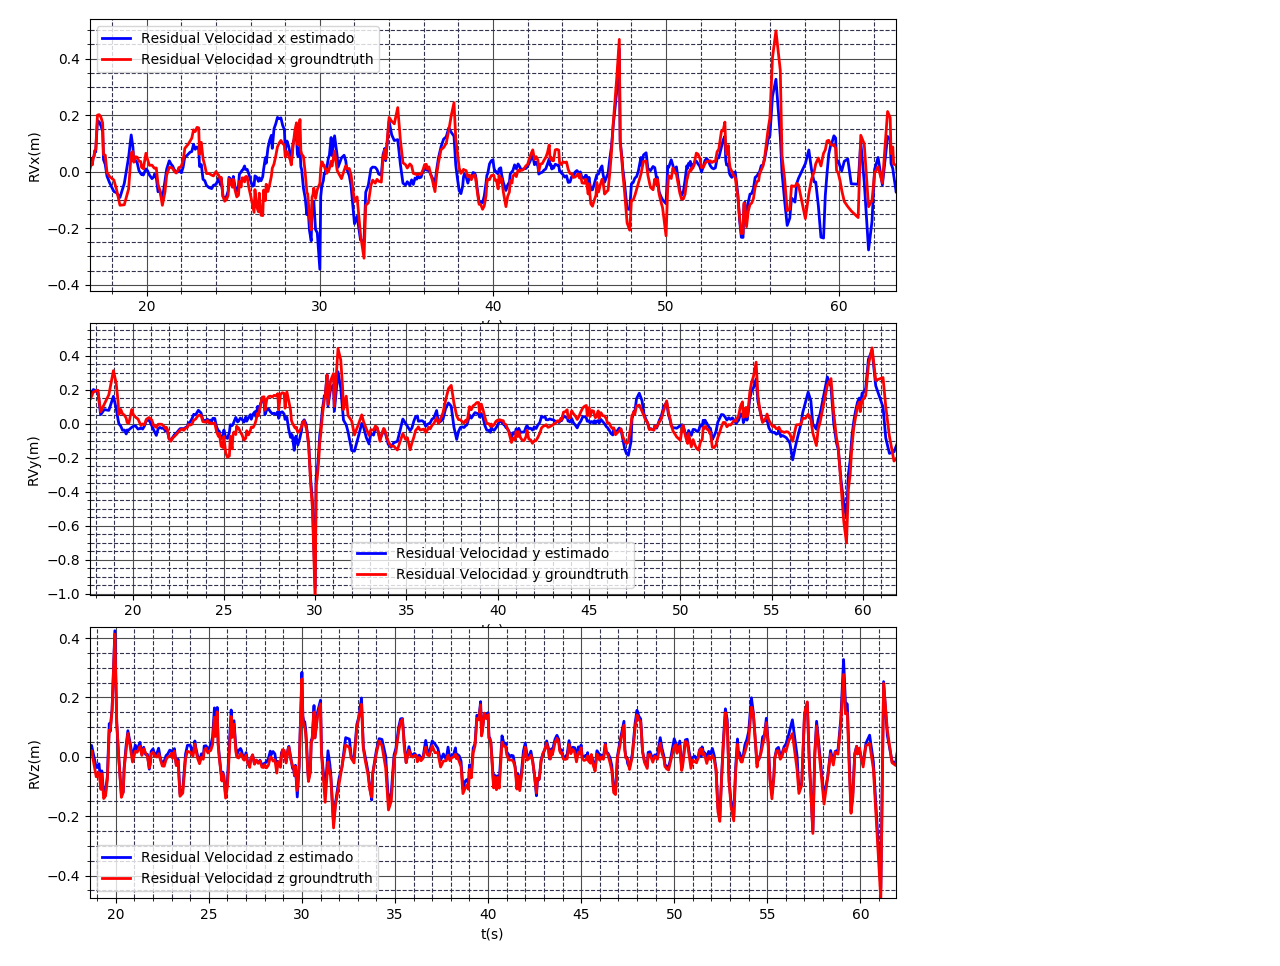 Residual Velocidad x estimado
Residual Velocidad x groundtruth
RVx(m)
0.4
0.2
0.0
−0.2
−0.4
20 30 40 50 60
Residual Velocidad y estimado
Residual Velocidad y groundtruth
RVy(m)
0.4
0.2
0.0
−0.2
−0.4
−0.6
−0.8
−1.0
20 25 30 35 40 45 50 55 60
Residual Velocidad z estimado
Residual Velocidad z groundtruth
RVz(m)
0.4
0.2
0.0
−0.2
−0.4
20 25 30 35 40 45 50 55 60
t(s)